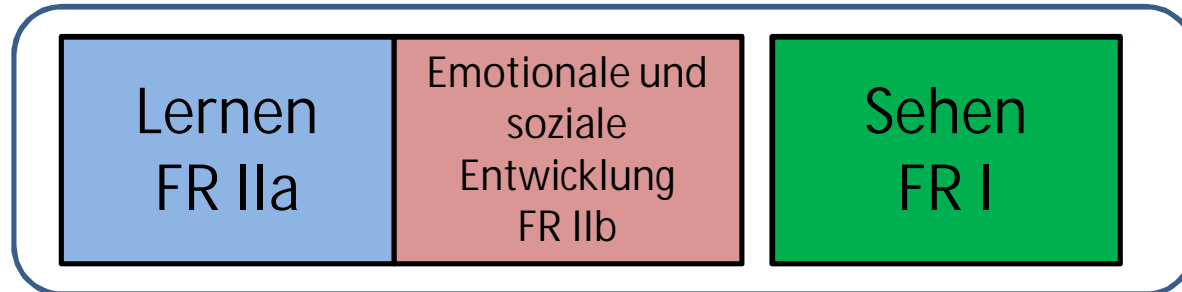 Lernen
FR IIa
Emotionale und
soziale
Entwicklung
FR IIb
Sehen
FR I